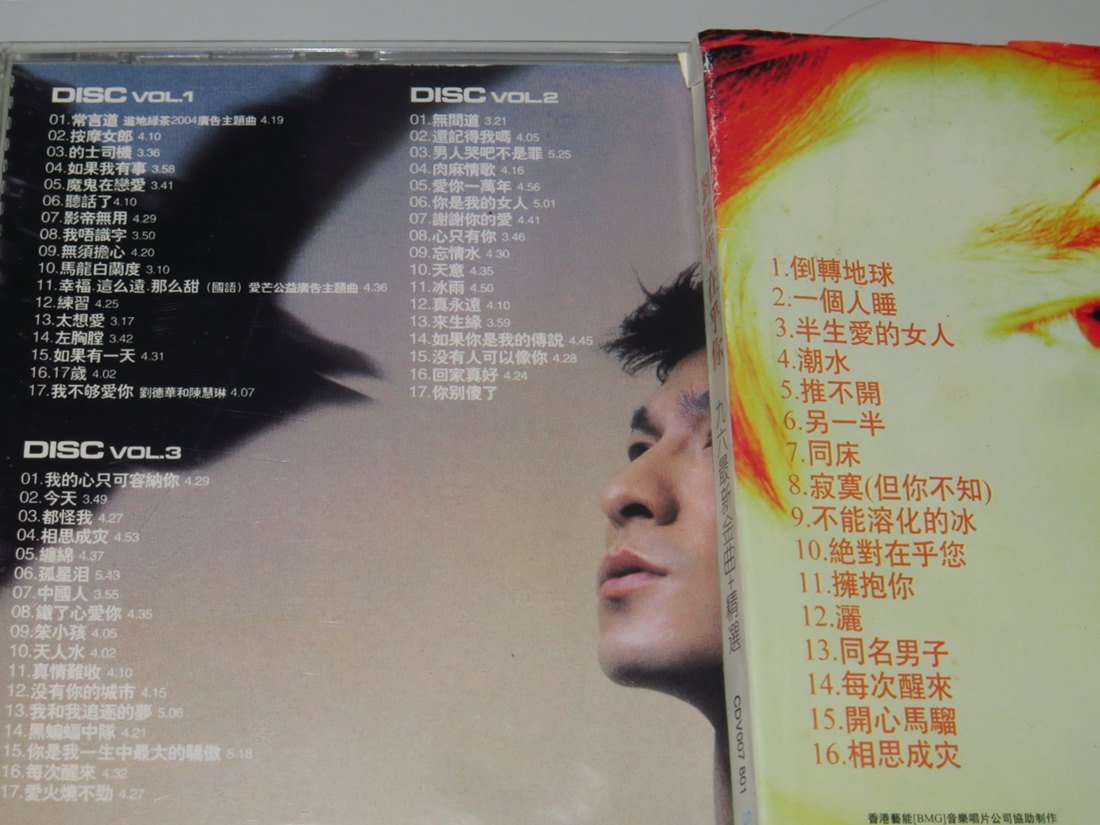 DISC VOL.1
01.常言道 道地緑茶2004廣告主題曲 4.19
02.按摩女郎 4.10
03.的士司機 3.36
04.如果我有事 3.58
05.魔鬼在戀愛 3.41
06.聽話了 4.10
07.影帝無用 4.29
08.我唔識字 3.50
09.無須擔心 4.20
10.馬龍白蘭度 3.10
11.幸福.這么遠.那么甜(國語) 愛芒公益廣告主題曲 4.36
12.練習 4.25
13.太想愛 3.17
14.左胸膛 3.42
15.如果有一天 4.31
16.17歲 4.02
17.我不够愛你 劉德華和陳慧琳 4.07
DISC VOL.2
01.無間道 3.21
02.還記得我嗎 4.05
03.男人哭吧不是罪 5.25
04.肉麻情歌 4.16
05.愛你一萬年 4.56
06.你是我的女人 5.01
07.謝謝你的愛 4.41
08.心只有你 3.46
09.忘情水 4.30
10.天意 4.35
11.冰雨 4.50
12.真永遠 4.10
13.來生緣 3.59
14.如果你是我的傳説 4.45
15.没有人可以像你 4.28
16.回家真好 4.24
17.你别傻了
DISC VOL.3
01.我的心只可容納你 4.29
02.今天 3.49
03.都怪我 4.27
04.相思成灾 4.53
05.纏綿 4.37
06.孤星泪 5.43
07.中國人 3.55
08.鐵了心愛你 4.35
09.笨小孩 4.05
10.天人水 4.02
11.真情難收 4.10
12.没有你的城市 4.15
13.我和我追逐的夢 5.06
14.黑蝙蝠中隊 4.21
15.你是我一生中最大的驕傲 5.18
16.每次醒來 4.32
17.愛火燒不勁 4.27
劉德華在乎你
九六最新金曲+精選
CDV007 801
1.倒轉地球
2.一個人睡
3.半生愛的女人
4.潮水
5.推不開
6.另一半
7.同床
8.寂寞(但你不知)
9.不能溶化的冰
10.絶對在乎您
11.擁抱你
12.灑
13.同名男子
14.每次醒來
15.開心馬騮
16.相思成灾
香港藝能[BMG]音樂唱片公司協助制作